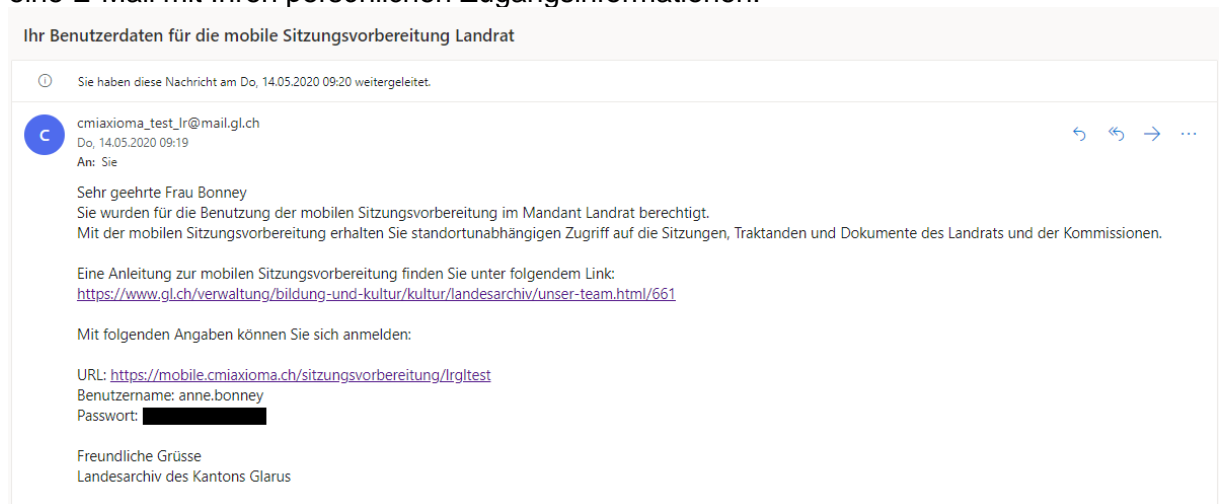 eine E-Mail mit Ihren persönlichen Zugangsinformationen.
Ihr Benutzerdaten für die mobile Sitzungsvorbereitung Landrat
Sie haben diese Nachricht am Do, 14.05.2020 09:20 weitergeleitet.
C
cmiaxioma_test_lr@mail.gl.ch
Do, 14.05.2020 09:19
An: Sie
Sehr geehrte Frau Bonney
Sie wurden für die Benutzung der mobilen Sitzungsvorbereitung im Mandant Landrat berechtigt.
Mit der mobilen Sitzungsvorbereitung erhalten Sie standortunabhängigen Zugriff auf die Sitzungen, Traktanden und Dokumente des Landrats und der Kommissionen.
Eine Anleitung zur mobilen Sitzungsvorbereitung finden Sie unter folgendem Link:
https://www.gl.ch/verwaltung/bildung-und-kultur/kultur/landesarchiv/unser-team.html/661
Mit folgenden Angaben können Sie sich anmelden:
URL: https://mobile.cmiaxioma.ch/sitzungsvorbereitung/lrgltest
Benutzername: anne.bonney
Passwort:
Freundliche Grüsse
Landesarchiv des Kantons Glarus